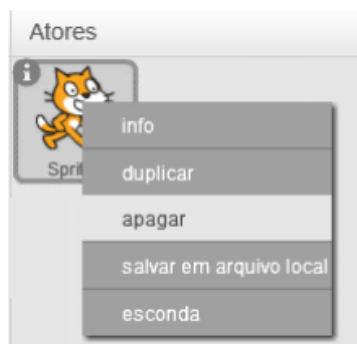 Atores
info
duplicar
apagar
salvar em arquivo local
esconda